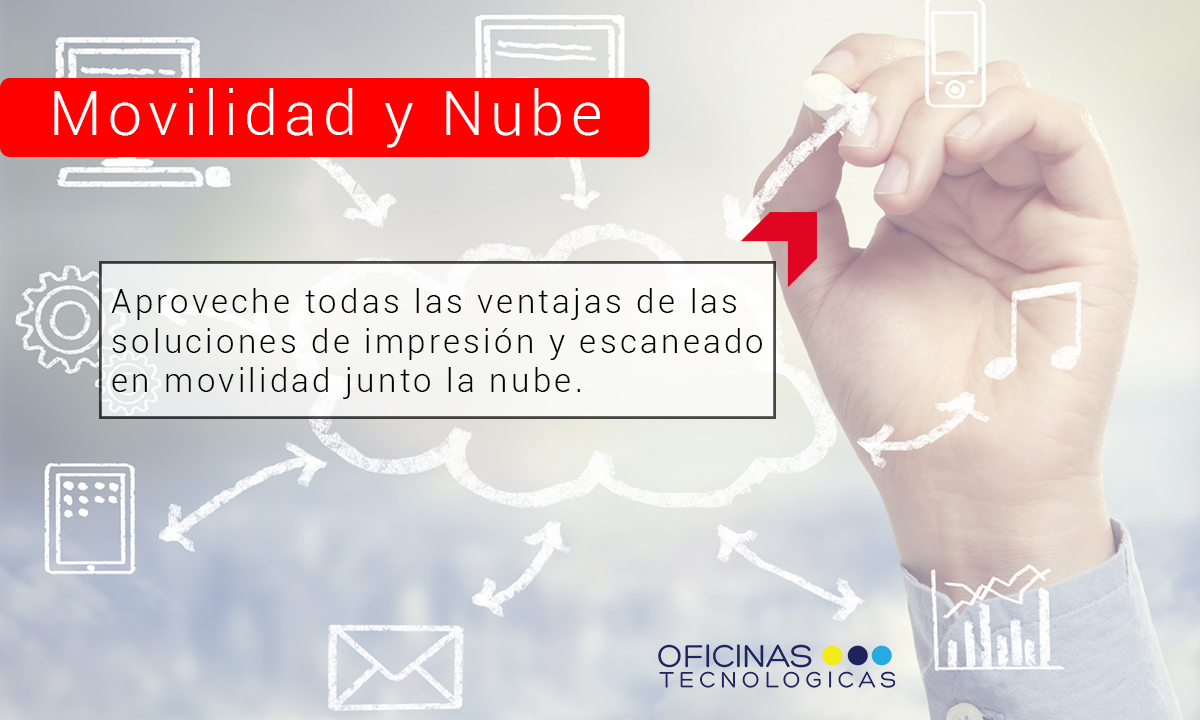 Movilidad y Nube
Aproveche todas las ventajas de las
soluciones de impresión y escaneado
en movilidad junto la nube.
OFICINAS
TECNOLOGICAS